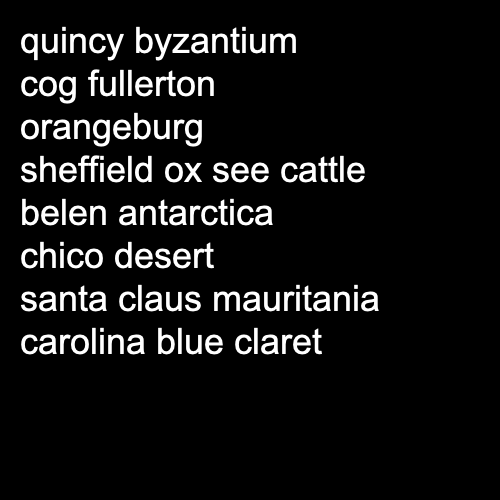 quincy byzantium
cog fullerton
orangeburg
sheffield ox see cattle
belen antarctica
chico desert
santa claus mauritania
carolina blue claret